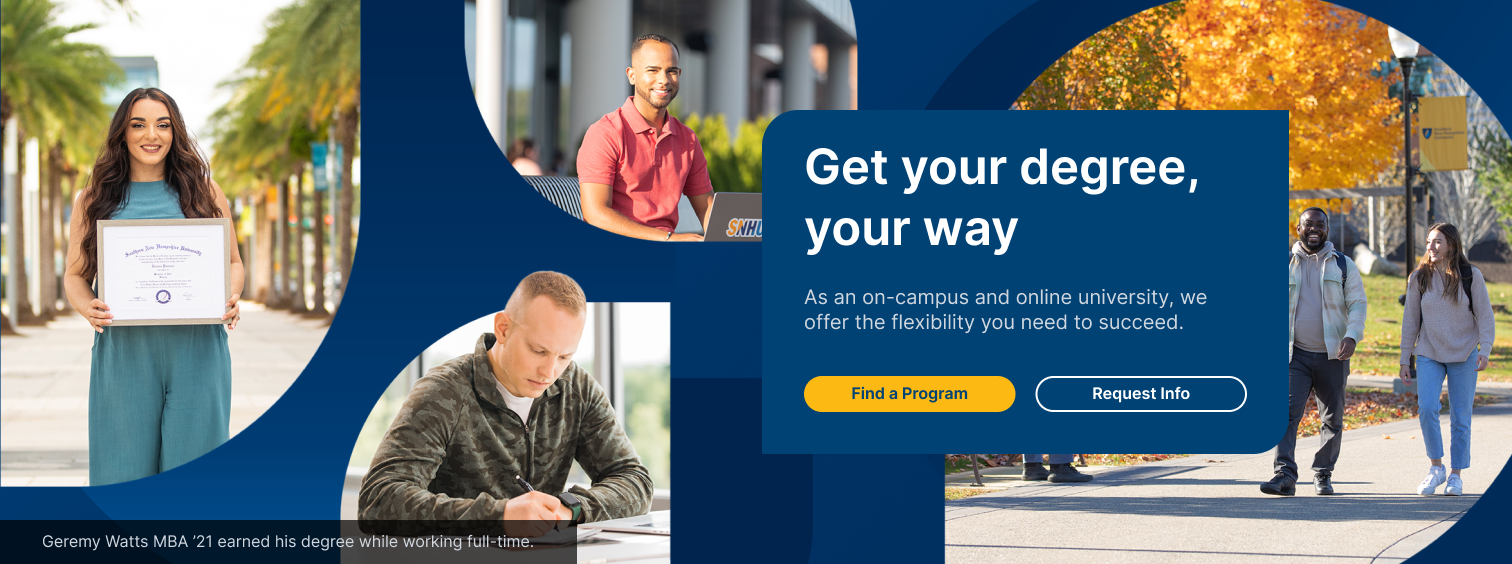 Southern New Hampshire University
SNHU
Get your degree,
your way
As an on-campus and online university, we
offer the flexibility you need to succeed.
Find a Program
Request Info
Geremy Watts MBA ’21 earned his degree while working full-time.